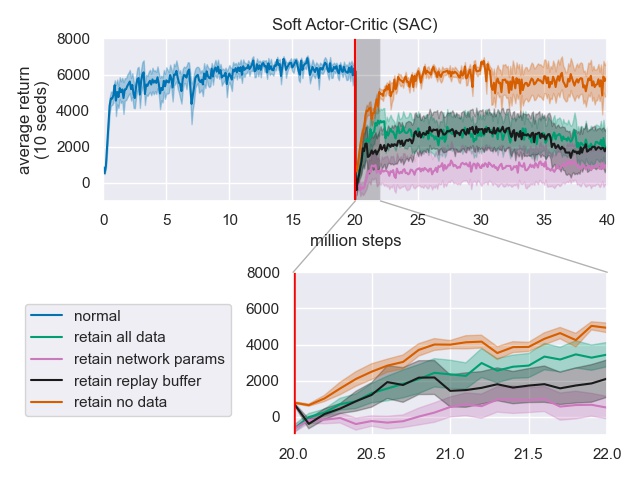 Soft Actor-Critic (SAC)
average return
(10 seeds)
8000
6000
4000
2000
0
0 5 10 15 20 25 30 35 40
million steps
normal
retain all data
retain network params
retain replay buffer
retain no data
8000
6000
4000
2000
0
20.0 20.5 21.0 21.5 22.0